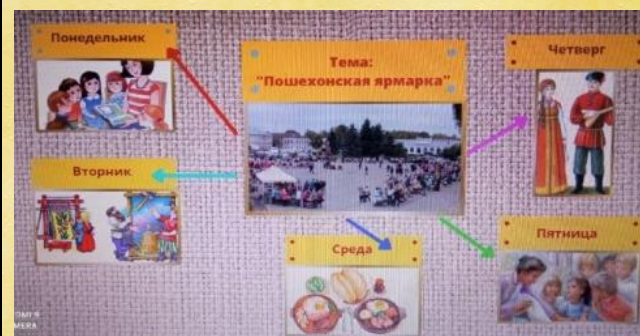 Понедельник
Тема:
"Пошехонская ярмарка"
Четверг
Вторник
Среда
Пятница